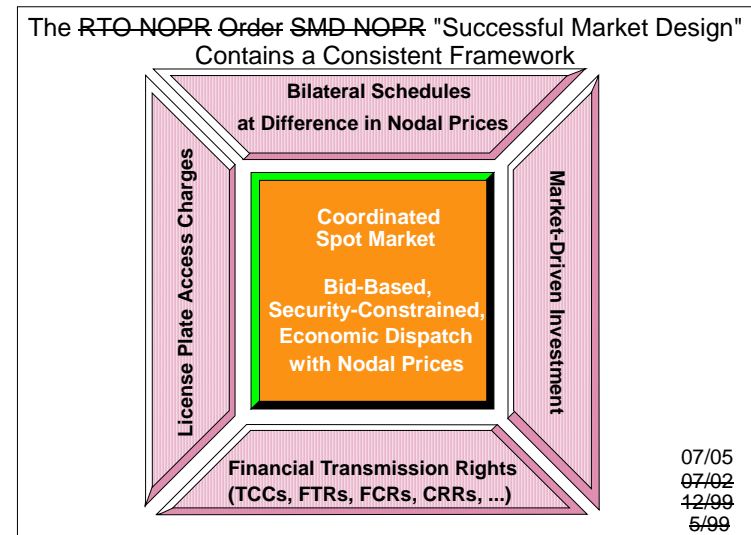 The RTO NOPR Order SMD NOPR "Successful Market Design"
Contains a Consistent Framework
Bilateral Schedules
at Difference in Nodal Prices
License Plate Access Charges
Coordinated
Spot Market
Bid-Based,
Security-Constrained,
Economic Dispatch
with Nodal Prices
Market-Driven Investment
Financial Transmission Rights
(TCCs, FTRs, FCRs, CRRs, ...)
07/05
07/02
12/99
5/99